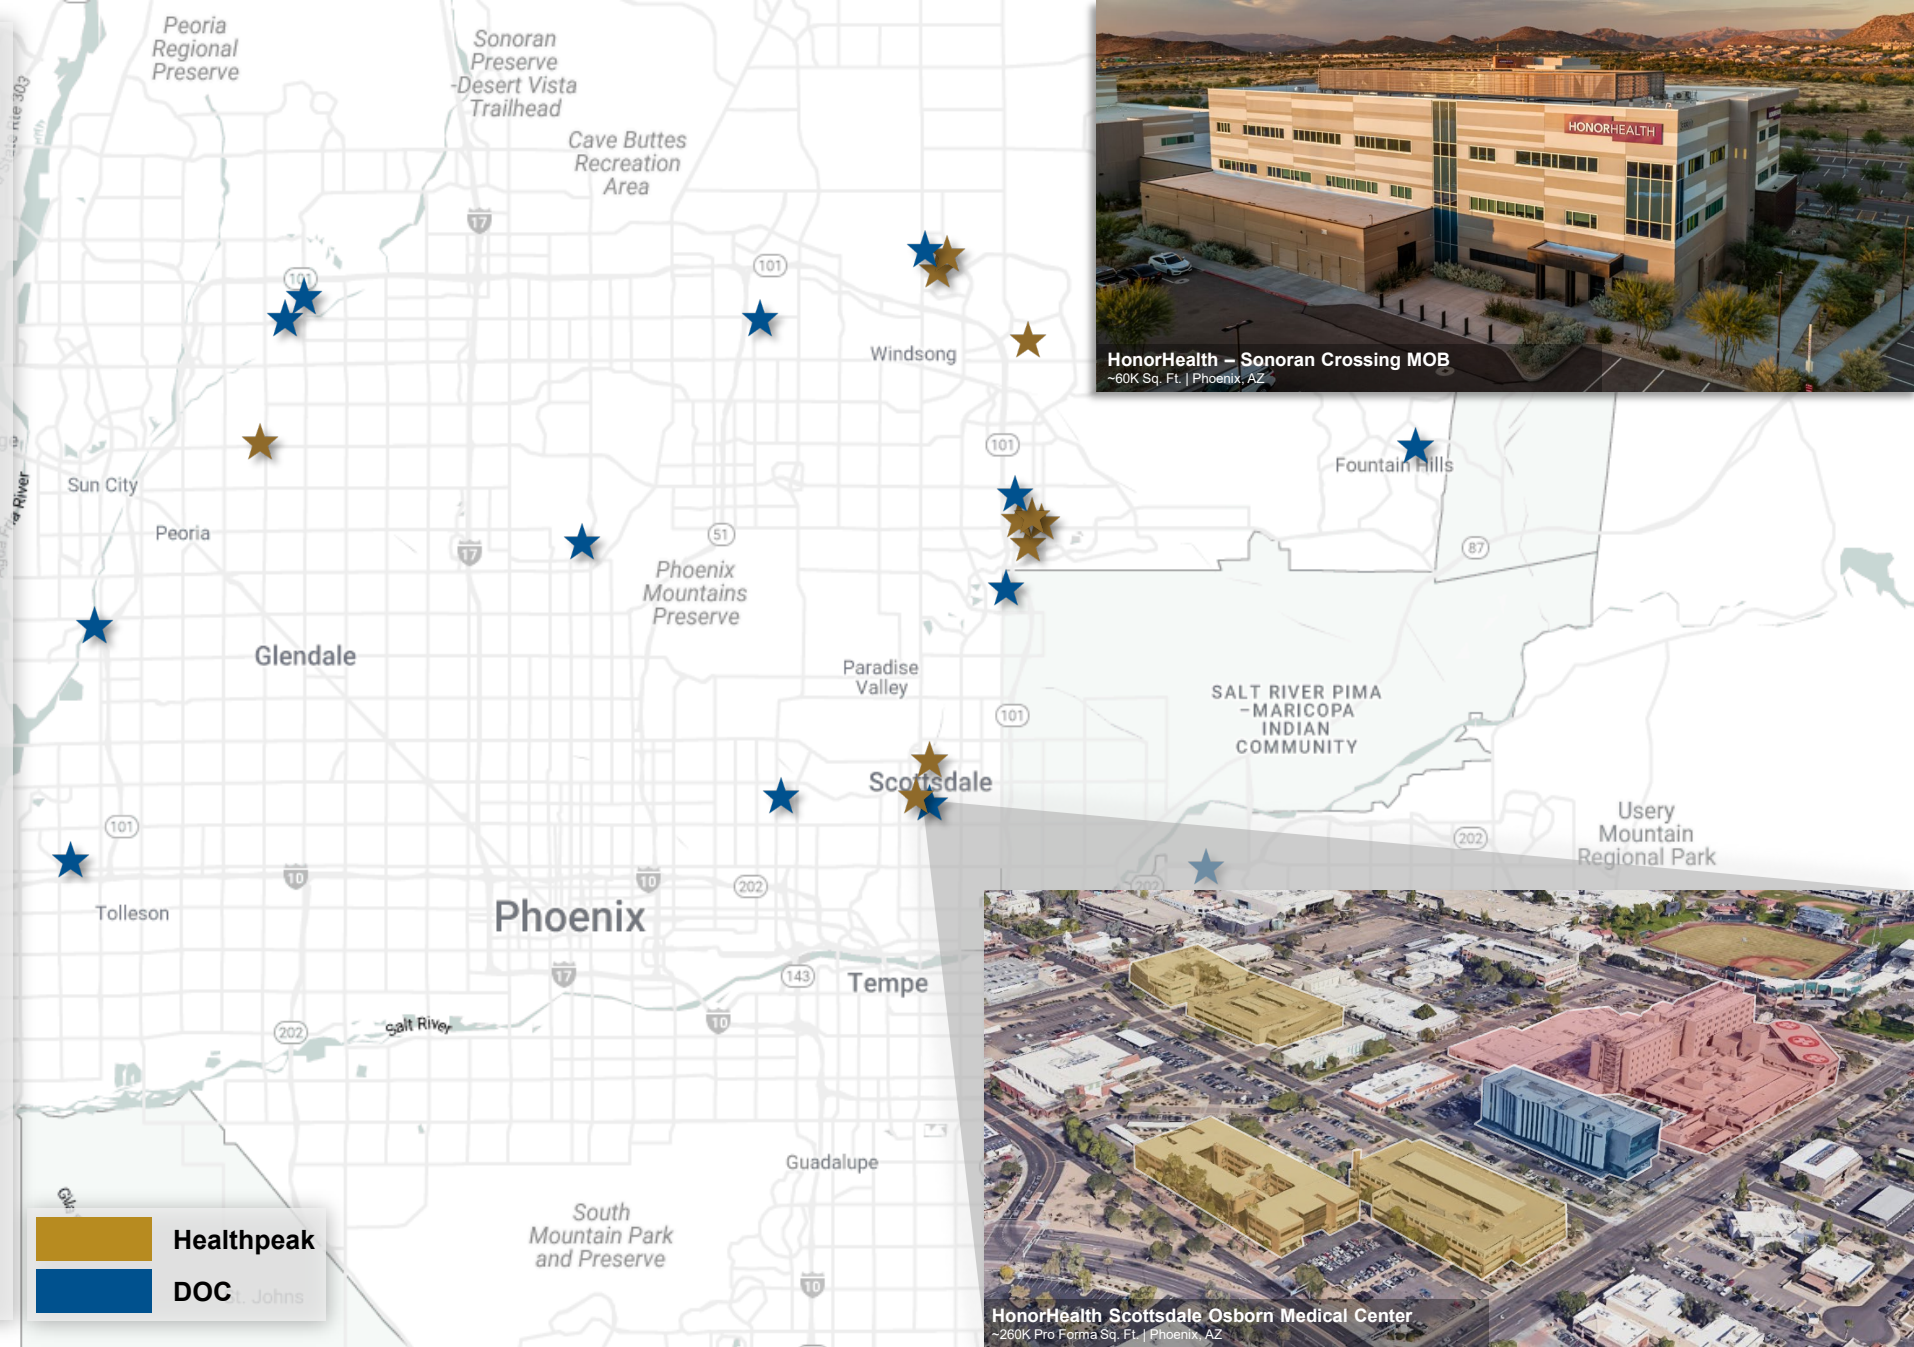 Peoria
Regional
Preserve
Sonoran
Preserve
-Desert Vista
Trailhead
Cave Buttes
Recreation
Area
HONORHEALTH
HonorHealth – Sonoran Crossing MOB
~60K Sq. Ft. | Phoenix, AZ
17
101
101
Windsong
101
Fountain Hills
Sun City
Peoria
17
51
87
Phoenix
Mountains
Preserve
Glendale
Paradise
Valley
SALT RIVER PIMA
–MARICOPA
INDIAN
COMMUNITY
101
Scottsdale
Usery
Mountain
Regional Park
101
202
10
10
202
202
Tolleson
Phoenix
17
143
Tempe
10
202
Salt River
Guadalupe
South
Mountain Park
and Preserve
10
Healthpeak
DOC
St. Johns
HonorHealth Scottsdale Osborn Medical Center
~260K Pro Forma Sq. Ft. | Phoenix, AZ